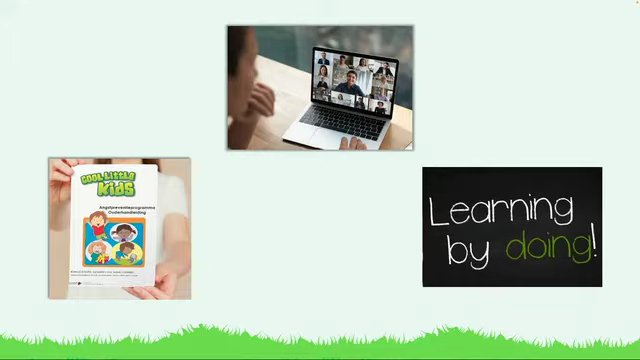 COOL LITTLE
KIDS
Angstpreventieprogramma
Ouderhandleiding
Learning
by doing!